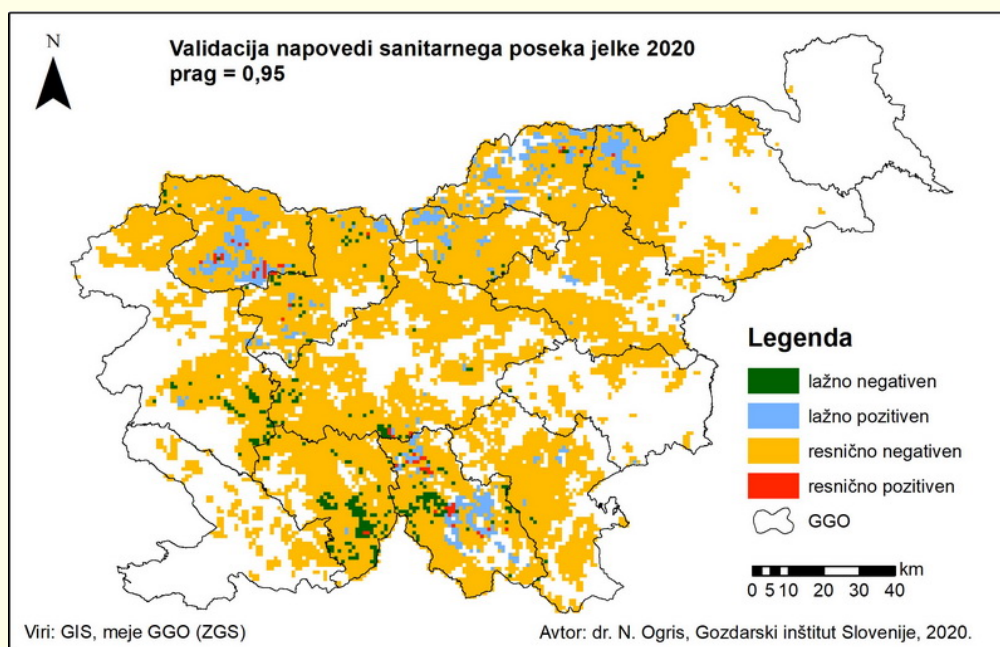 N
Validacija napovedi sanitarnega poseka jelke 2020
prag = 0,95
Legenda
lažno negativen
lažno pozitiven
resnično negativen
resnično pozitiven
GGO
km
0 5 10 20 30 40
Viri: GIS, meje GGO (ZGS)
Avtor: dr. N. Ogris, Gozdarski inštitut Slovenije, 2020.